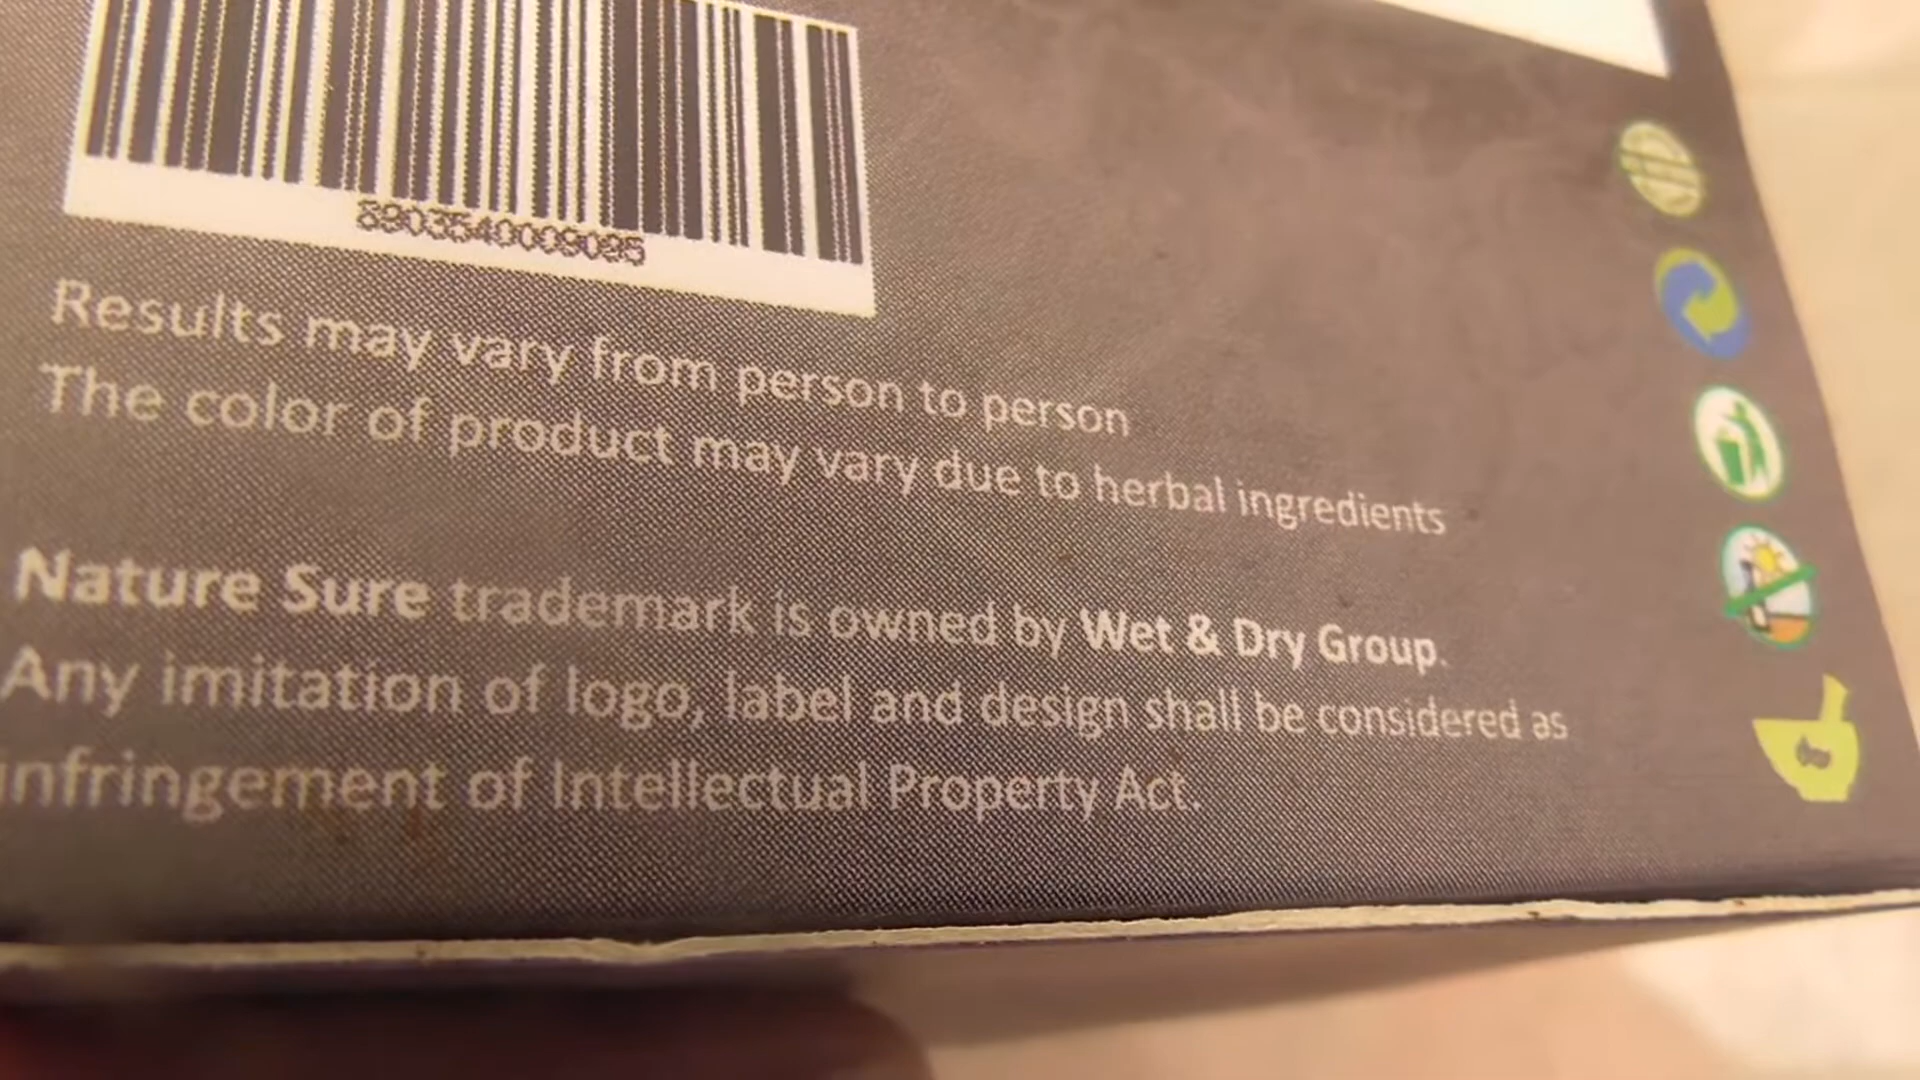 8903540009095
Results may vary from person to person
The color of product may vary due to herbal ingredients
Nature Sure trademark is owned by Wet & Dry Group.
Any imitation of logo, label and design shall be considered as
infringement of Intellectual Property Act.